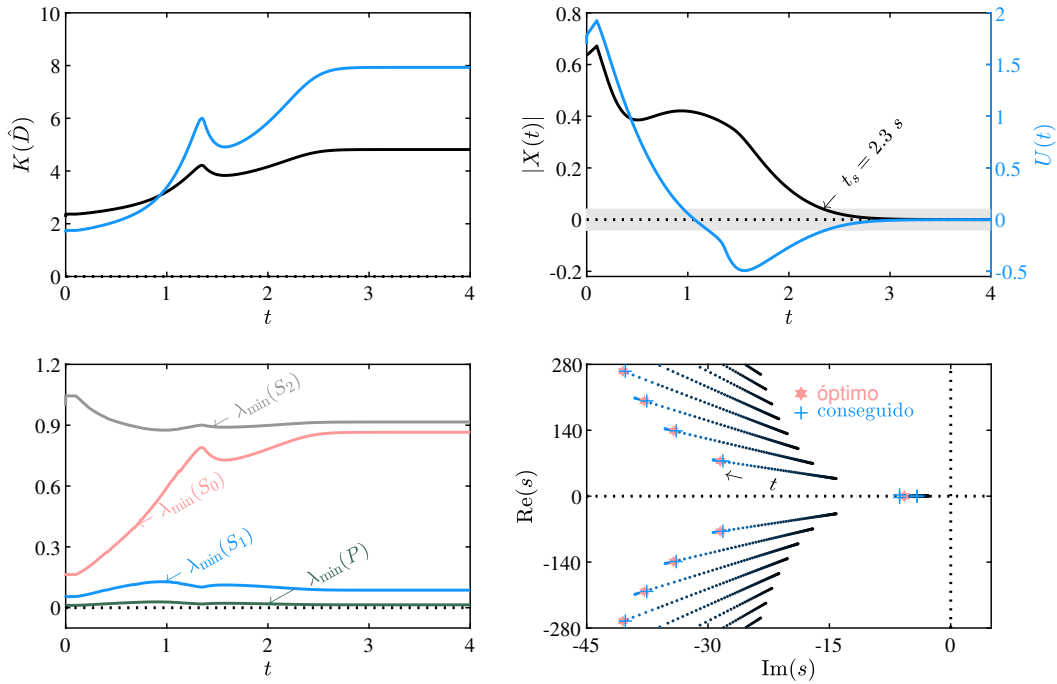 K(D̂)
10
8
6
4
2
0
0 1 2 3 4
t
|X(t)|
0.8
0.6
0.4
0.2
0
-0.2
t_s = 2.3 s
2
1.5
1
0.5
0
-0.5
U(t)
0 1 2 3 4
t
1.2
0.9
0.6
0.3
0
λ_min(S_2)
λ_min(S_0)
λ_min(S_1)
λ_min(P)
0 1 2 3 4
t
Re(s)
280
140
0
-140
-280
óptimo
conseguido
t
-45 -30 -15 0
Im(s)